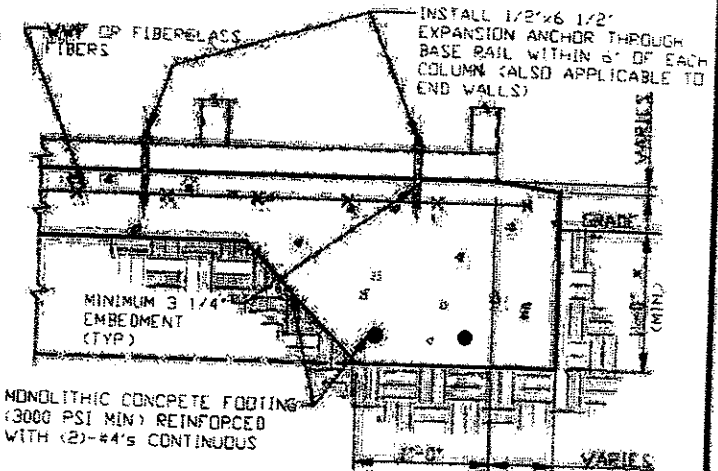 WWF OR FIBERGLASS
FIBERS
INSTALL 1/2"x6 1/2"
EXPANSION ANCHOR THROUGH
BASE RAIL WITHIN 6" OF EACH
COLUMN (ALSO APPLICABLE TO
END WALLS)
VARIES
GRADE
(MIN)
MINIMUM 3 1/4"
EMBEDMENT
(TYP)
MONOLITHIC CONCRETE FOOTING
(3000 PSI MIN) REINFORCED
WITH (2)-#4's CONTINUOUS
VARIES